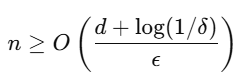 n ≥ O ( (d + log(1/δ)) / ϵ )